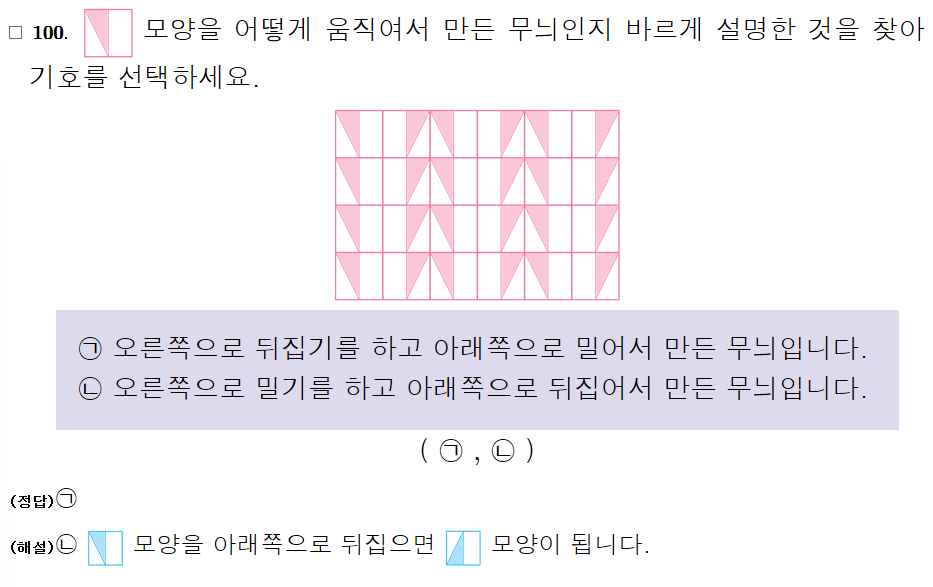 □ 100. 모양을 어떻게 움직여서 만든 무늬인지 바르게 설명한 것을 찾아
기호를 선택하세요.
㉠ 오른쪽으로 뒤집기를 하고 아래쪽으로 밀어서 만든 무늬입니다.
㉡ 오른쪽으로 밀기를 하고 아래쪽으로 뒤집어서 만든 무늬입니다.
( ㉠ , ㉡ )
(정답)㉠
(해설)㉡ 모양을 아래쪽으로 뒤집으면 모양이 됩니다.